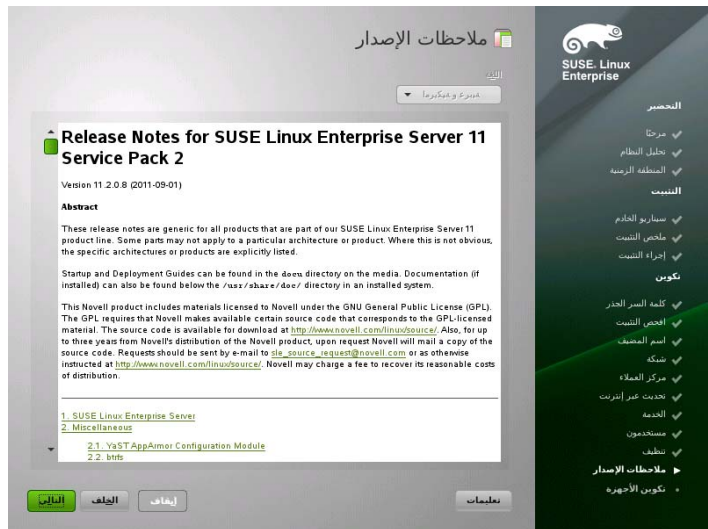 ملاحظات الإصدار
Release Notes for SUSE Linux Enterprise Server 11
Service Pack 2
Version 11.2.0.8 (2011-09-01)
Abstract
These release notes are generic for all products that are part of our SUSE Linux Enterprise Server 11
product line. Some parts may not apply to a particular architecture or product. Where this is not obvious,
the specific architectures or products are explicitly listed.
Startup and Deployment Guides can be found in the docu directory on the media. Documentation (if
installed) can also be found below the /usr/share/doc/ directory in an installed system.
This Novell product includes materials licensed to Novell under the GNU General Public License (GPL).
The GPL requires that Novell makes available certain source code that corresponds to the GPL-licensed
material. The source code is available for download at http://www.novell.com/linux/source/. Also, for up
to three years from Novell's distribution of the Novell product, upon request Novell will mail a copy of the
source code. Requests should be sent by e-mail to sle_source_request@novell.com or as otherwise
instructed at http://www.novell.com/linux/source/. Novell may charge a fee to recover its reasonable costs
of distribution.
1. SUSE Linux Enterprise Server
2. Miscellaneous
2.1. YaST AppArmor Configuration Module
2.2. btrfs
تعليمات
إيقاف
الخلف
التالي
SUSE. Linux
Enterprise
التحضير
مرحبًا
تحليل النظام
المنطقة الزمنية
التثبيت
سيناريو الخادم
ملخص التثبيت
إجراء التثبيت
تكوين
كلمة السر الجذر
افحص التثبيت
اسم المضيف
شبكة
مركز العملاء
تحديث عبر إنترنت
الخدمة
مستخدمون
تنظيف
ملاحظات الإصدار
تكوين الأجهزة